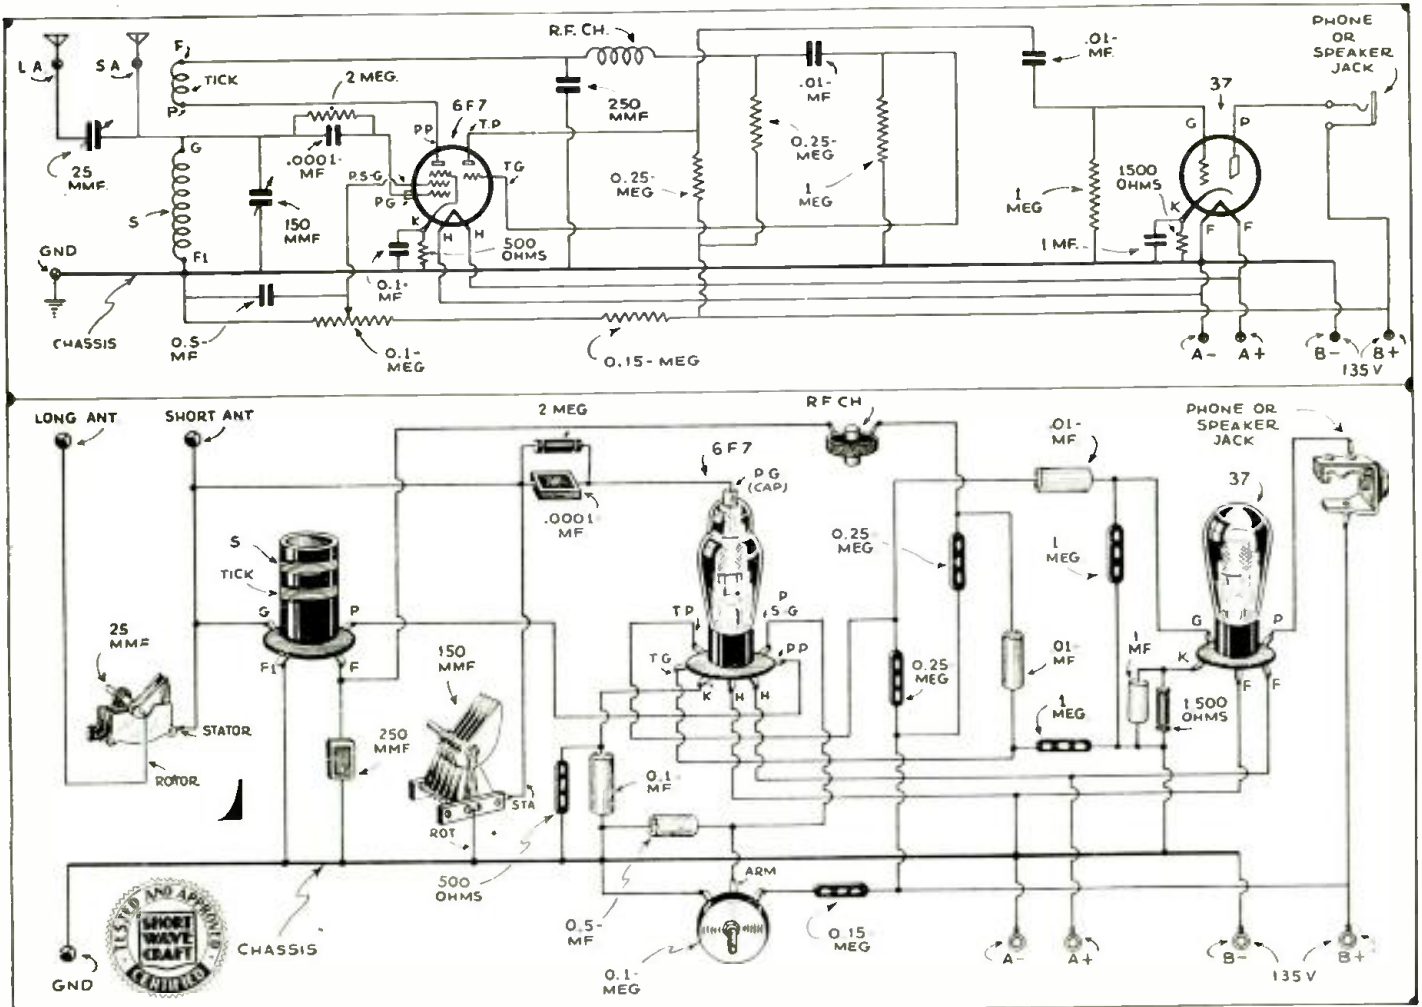 PHONE
OR
SPEAKER
JACK
R.F. CH.
.01-
MF.
37
LA.
SA.
F
TICK
P
2 MEG.
6F7
T.P
PP
250
MMF
.01-
MF
0.25-
MEG
G
P
25
MMF.
G
S
.0001-
MF
150
MMF
P.S-G
PG
TG
K
H
H
500
OHMS
0.25-
MEG
1
MEG
1
MEG
1500
OHMS
K
F
F
1 MF.
GND
F1
0.1-
MF
CHASSIS
0.5-
MF
0.1-
MEG
0.15-MEG
A-
A+
B-
B+
135 V
LONG ANT
SHORT ANT
2 MEG
RF CH
PHONE OR
SPEAKER
JACK
6F7
PG
(CAP)
.01-
MF
37
.0001-
MF
S
TICK
0.25
MEG
1
MEG
G
P
F1
F
25
MMF
STATOR
ROTOR
150
MMF
250
MMF
TP
P
S-G
PP
TG
K
H
H
0.25
MEG
.01-
MF
1
MEG
1
MF
G
P
K
F
F
1500
OHMS
STA
ROT
0.1-
MF
500
OHMS
0.5-
MF
ARM
0.1-
MEG
0.15
MEG
CHASSIS
GND
TESTED AND APPROVED
SHORT
WAVE
CRAFT
CERTIFIED
A-
A+
B-
135 V
B+